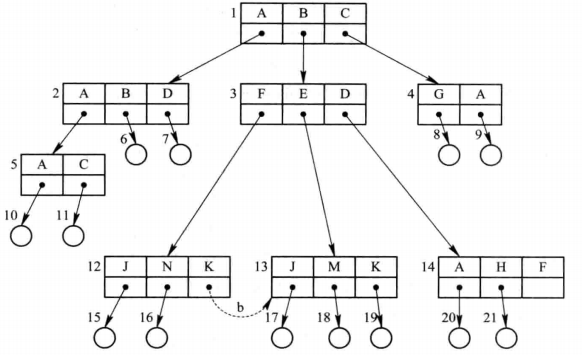 1 A B C
2 A B D
3 F E D
4 G A
6 7
8 9
5 A C
10 11
12 J N K
13 J M K
14 A H F
b
15 16
17 18 19
20 21